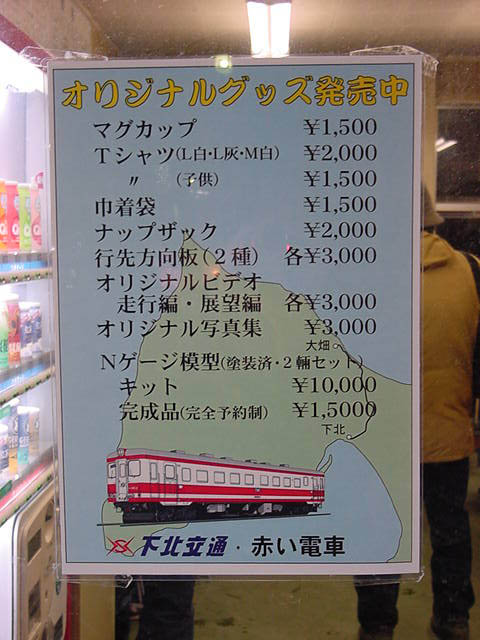 オリジナルグッズ発売中
マグカップ ¥1,500
Tシャツ(L白・L灰・M白) ¥2,000
〃 (子供) ¥1,500
巾着袋 ¥1,500
ナップザック ¥2,000
行先方向板(2種) 各¥3,000
オリジナルビデオ
走行編・展望編 各¥3,000
オリジナル写真集 ¥3,000
大畑
Nゲージ模型(塗装済・2輛セット)
キット ¥10,000
完成品(完全予約制) ¥1,5000
下北
下北交通・赤い電車